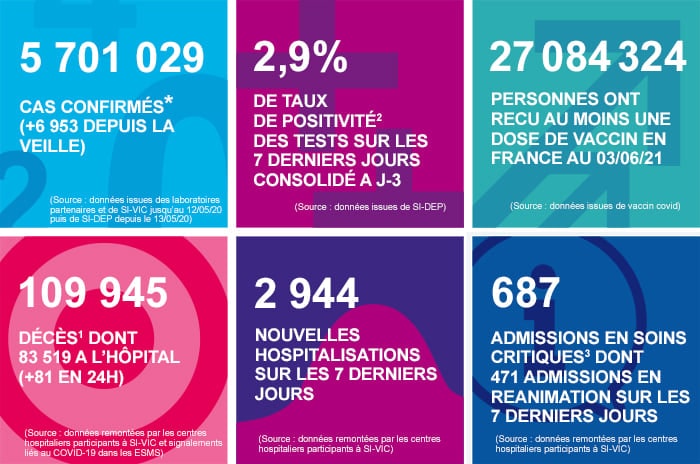 5 701 029
CAS CONFIRMÉS*
(+6 953 DEPUIS LA
VEILLE)
(Source : données issues des laboratoires
partenaires et de SI-VIC jusqu'au 12/05/20
puis de SI-DEP depuis le 13/05/20)
2,9%
DE TAUX
DE POSITIVITÉ²
DES TESTS SUR LES
7 DERNIERS JOURS
CONSOLIDÉ A J-3
(Source : données issues de SI-DEP)
27 084 324
PERSONNES ONT
RECU AU MOINS UNE
DOSE DE VACCIN EN
FRANCE AU 03/06/21
(Source : données issues de vaccin covid)
109 945
DÉCÈS¹ DONT
83 519 A L'HÔPITAL
(+81 EN 24H)
(Source : données remontées par les centres
hospitaliers participants à SI-VIC et signalements
liés au COVID-19 dans les ESMS)
2 944
NOUVELLES
HOSPITALISATIONS
SUR LES 7 DERNIERS
JOURS
(Source : données remontées par les centres
hospitaliers participants à SI-VIC)
687
ADMISSIONS EN SOINS
CRITIQUES³ DONT
471 ADMISSIONS EN
REANIMATION SUR LES
7 DERNIERS JOURS
(Source : données remontées par les centres
hospitaliers participants à SI-VIC)